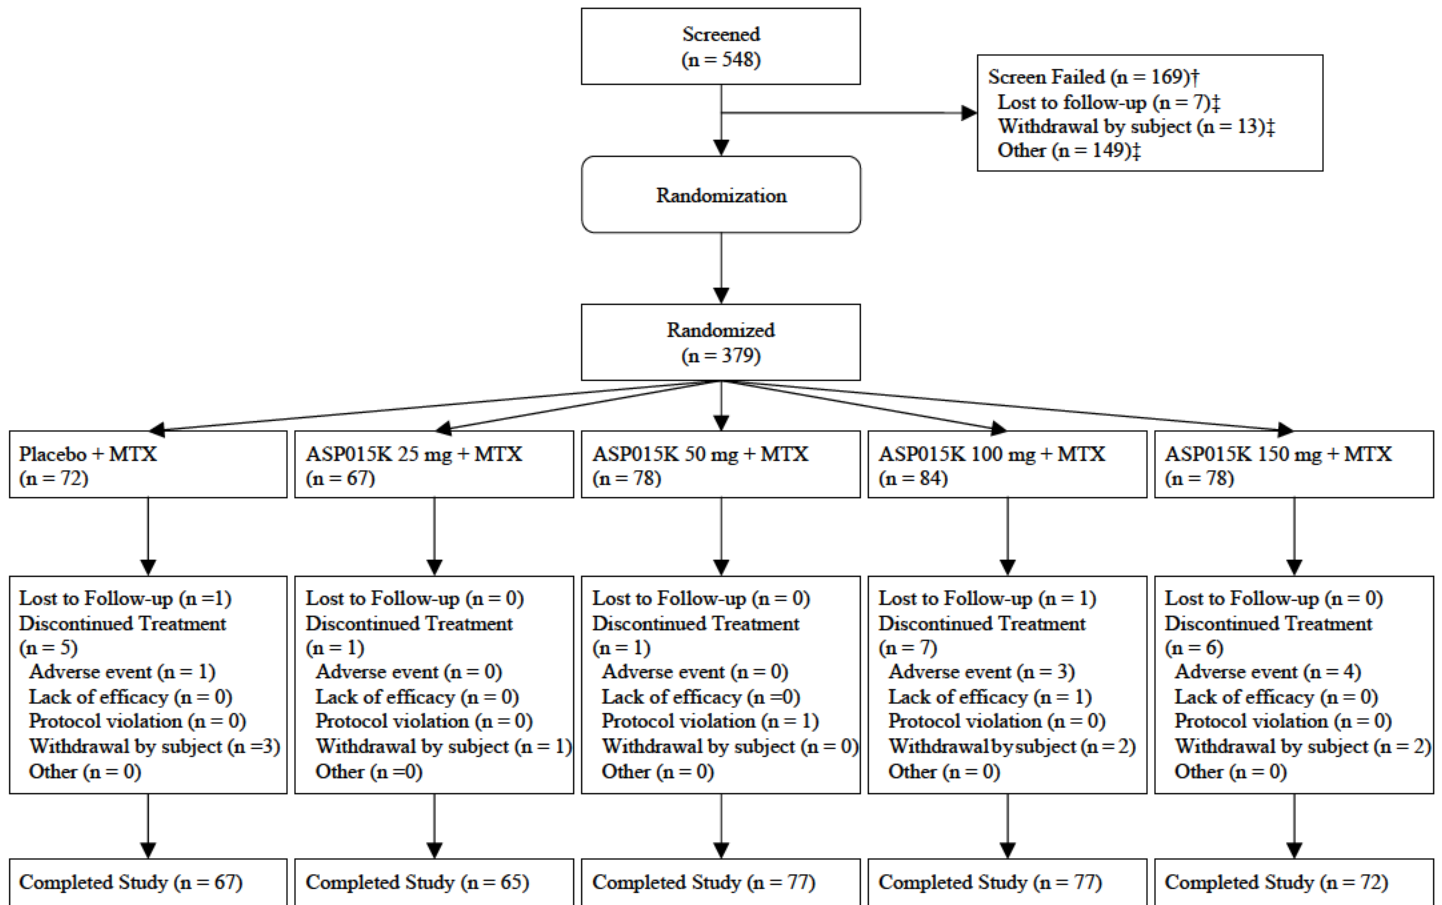 Screened
(n = 548)
Screen Failed (n = 169)†
Lost to follow-up (n = 7)‡
Withdrawal by subject (n = 13)‡
Other (n = 149)‡
Randomization
Randomized
(n = 379)
Placebo + MTX
(n = 72)
ASP015K 25 mg + MTX
(n = 67)
ASP015K 50 mg + MTX
(n = 78)
ASP015K 100 mg + MTX
(n = 84)
ASP015K 150 mg + MTX
(n = 78)
Lost to Follow-up (n =1)
Discontinued Treatment
(n = 5)
Adverse event (n = 1)
Lack of efficacy (n = 0)
Protocol violation (n = 0)
Withdrawal by subject (n =3)
Other (n = 0)
Lost to Follow-up (n = 0)
Discontinued Treatment
(n = 1)
Adverse event (n = 0)
Lack of efficacy (n = 0)
Protocol violation (n = 0)
Withdrawal by subject (n = 1)
Other (n =0)
Lost to Follow-up (n = 0)
Discontinued Treatment
(n = 1)
Adverse event (n = 0)
Lack of efficacy (n =0)
Protocol violation (n = 1)
Withdrawal by subject (n = 0)
Other (n = 0)
Lost to Follow-up (n = 1)
Discontinued Treatment
(n = 7)
Adverse event (n = 3)
Lack of efficacy (n = 1)
Protocol violation (n = 0)
Withdrawal by subject (n = 2)
Other (n = 0)
Lost to Follow-up (n = 0)
Discontinued Treatment
(n = 6)
Adverse event (n = 4)
Lack of efficacy (n = 0)
Protocol violation (n = 0)
Withdrawal by subject (n = 2)
Other (n = 0)
Completed Study (n = 67)
Completed Study (n = 65)
Completed Study (n = 77)
Completed Study (n = 77)
Completed Study (n = 72)